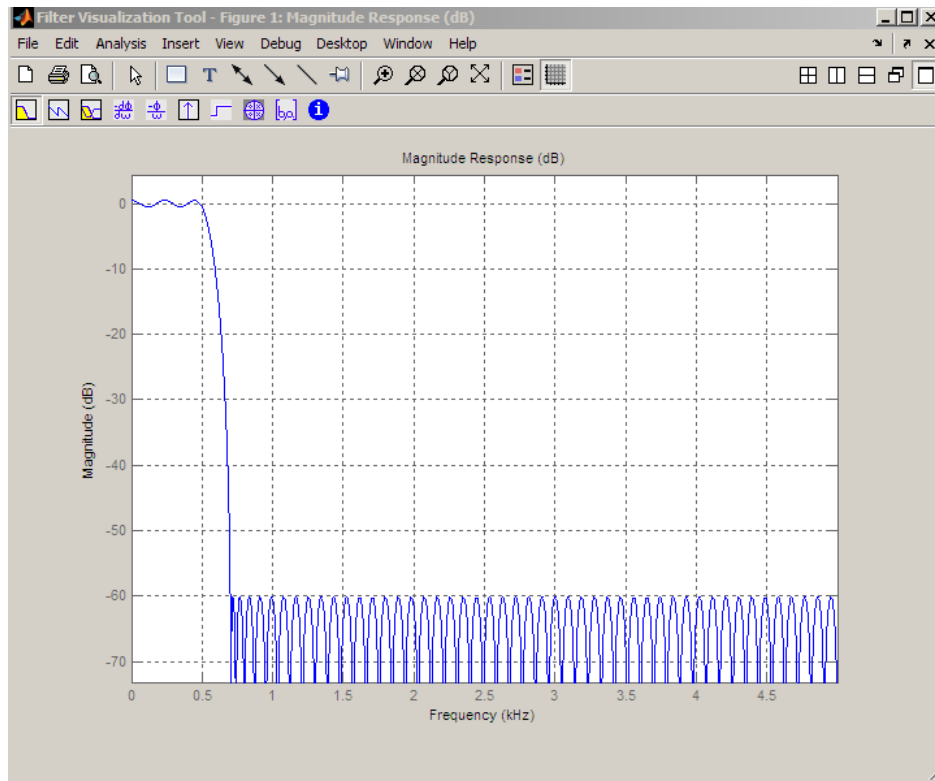 Filter Visualization Tool - Figure 1: Magnitude Response (dB)
File Edit Analysis Insert View Debug Desktop Window Help
T
[b,a] i
Magnitude Response (dB)
0
-10
-20
-30
-40
-50
-60
-70
Magnitude (dB)
0 0.5 1 1.5 2 2.5 3 3.5 4 4.5
Frequency (kHz)